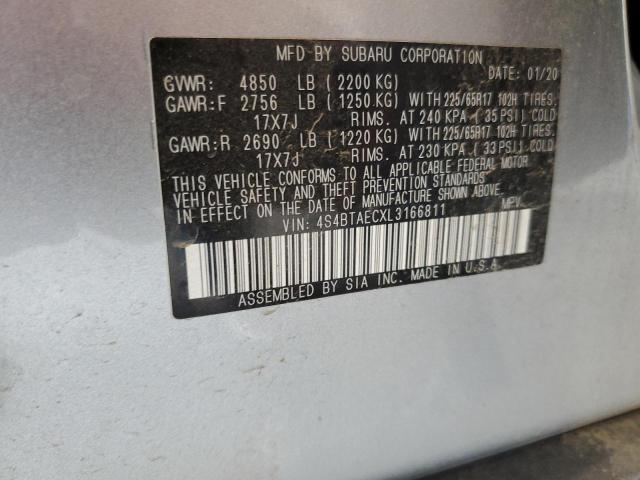 MFD BY SUBARU CORPORATION
DATE: 01/20
GVWR: 4850 LB (2200 KG)
GAWR:F 2756 LB (1250 KG) WITH 225/65R17 102H TIRES.
17X7J RIMS. AT 240 KPA (35 PSI) COLD
GAWR:R 2690 LB (1220 KG) WITH 225/65R17 102H TIRES.
17X7J RIMS. AT 230 KPA (33 PSI) COLD
THIS VEHICLE CONFORMS TO ALL APPLICABLE FEDERAL MOTOR
VEHICLE SAFETY AND THEFT PREVENTION STANDARDS
IN EFFECT ON THE DATE OF MANUFACTURE SHOWN ABOVE.
VIN: 4S4BTAECXL3166811 MPV
ASSEMBLED BY SIA INC. MADE IN U.S.A.